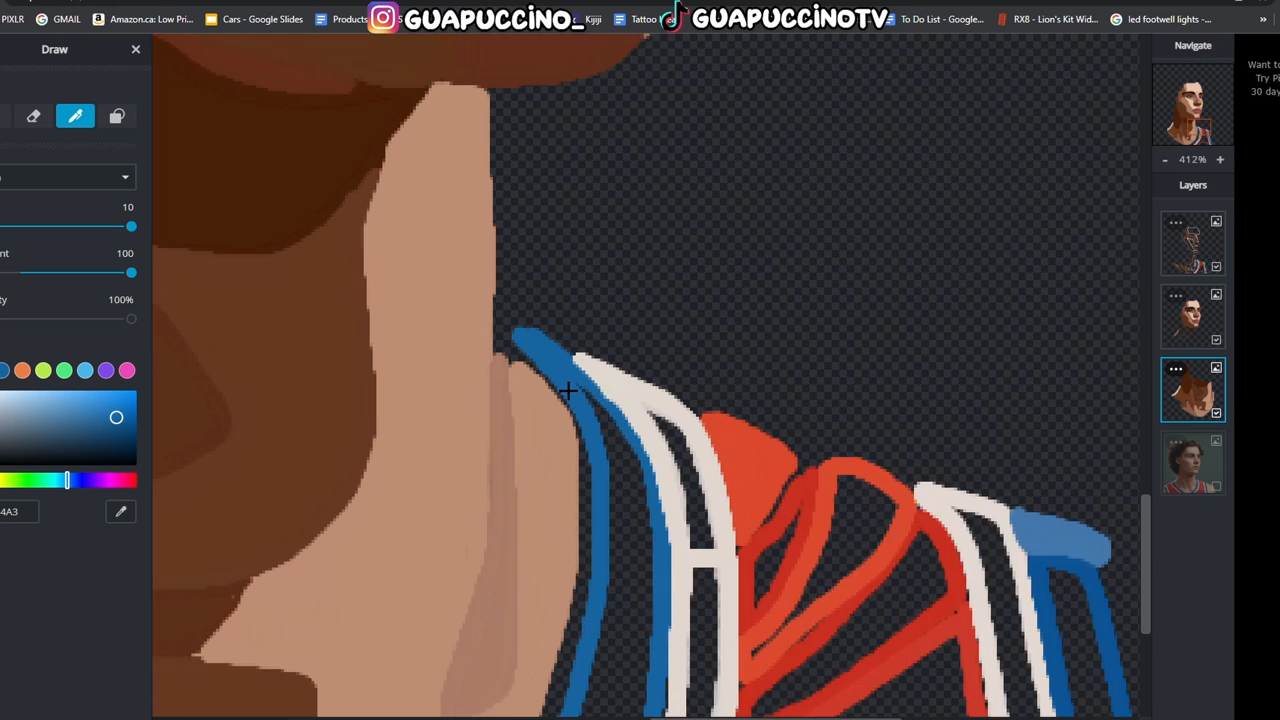 PIXLR
GMAIL
Amazon.ca: Low Pri...
Cars - Google Slides
Products
Kijiji
Tattoo
To Do List - Google...
RX8 - Lion's Kit Wid...
led footwell lights -...
»
GUAPUCCINO_
GUAPUCCINOTV
Draw
Navigate
Want to
Try Pi
30 day
- 412% +
Layers
10
nt
100
ty
100%
4A3